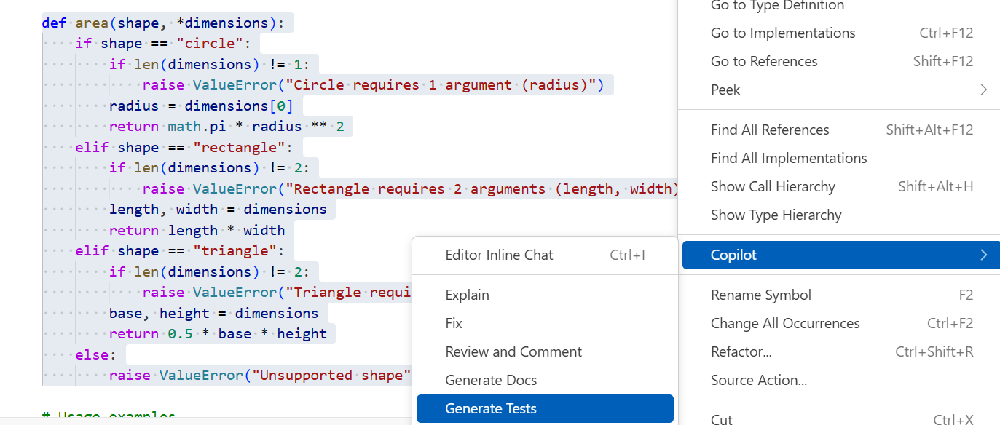 def area(shape, *dimensions):
if shape == "circle":
if len(dimensions) != 1:
raise ValueError("Circle requires 1 argument (radius)")
radius = dimensions[0]
return math.pi * radius ** 2
elif shape == "rectangle":
if len(dimensions) != 2:
raise ValueError("Rectangle requires 2 arguments (length, width)
length, width = dimensions
return length * width
elif shape == "triangle":
if len(dimensions) != 2:
raise ValueError("Triangle requi
base, height = dimensions
return 0.5 * base * height
else:
raise ValueError("Unsupported shape"
# Usage examples
Go to Type Definition
Go to Implementations Ctrl+F12
Go to References Shift+F12
Peek
Find All References Shift+Alt+F12
Find All Implementations
Show Call Hierarchy Shift+Alt+H
Show Type Hierarchy
Copilot
Rename Symbol F2
Change All Occurrences Ctrl+F2
Refactor... Ctrl+Shift+R
Source Action...
Cut Ctrl+X
Editor Inline Chat Ctrl+I
Explain
Fix
Review and Comment
Generate Docs
Generate Tests